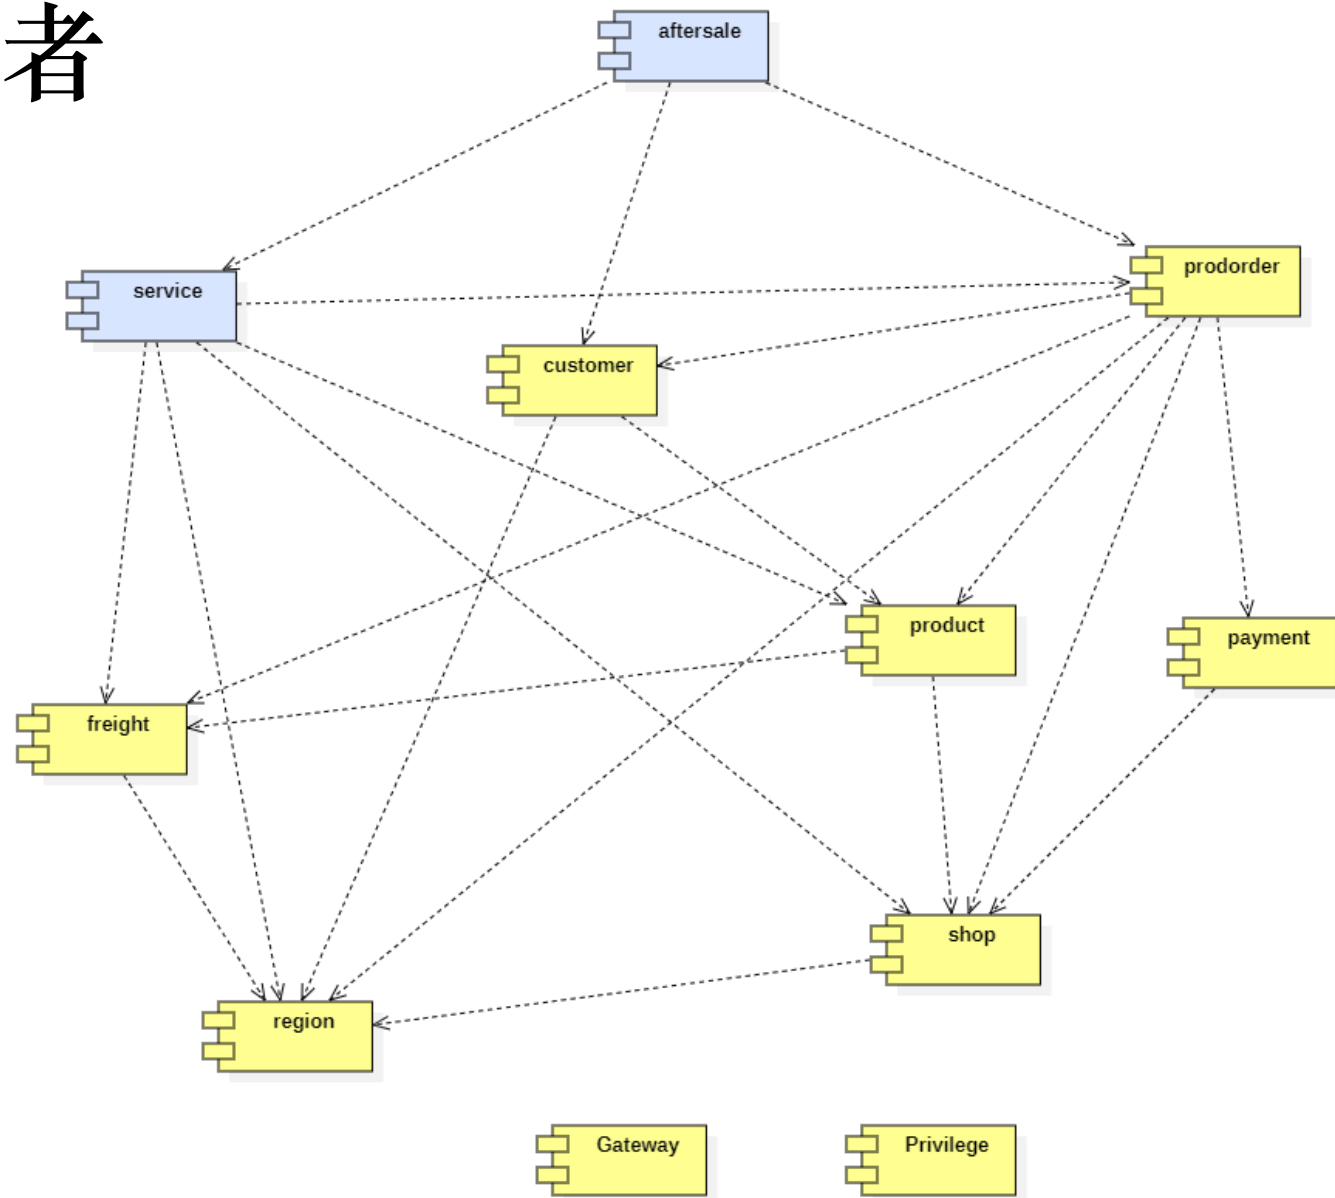 者
aftersale
prodorder
service
customer
product
payment
freight
shop
region
Gateway
Privilege